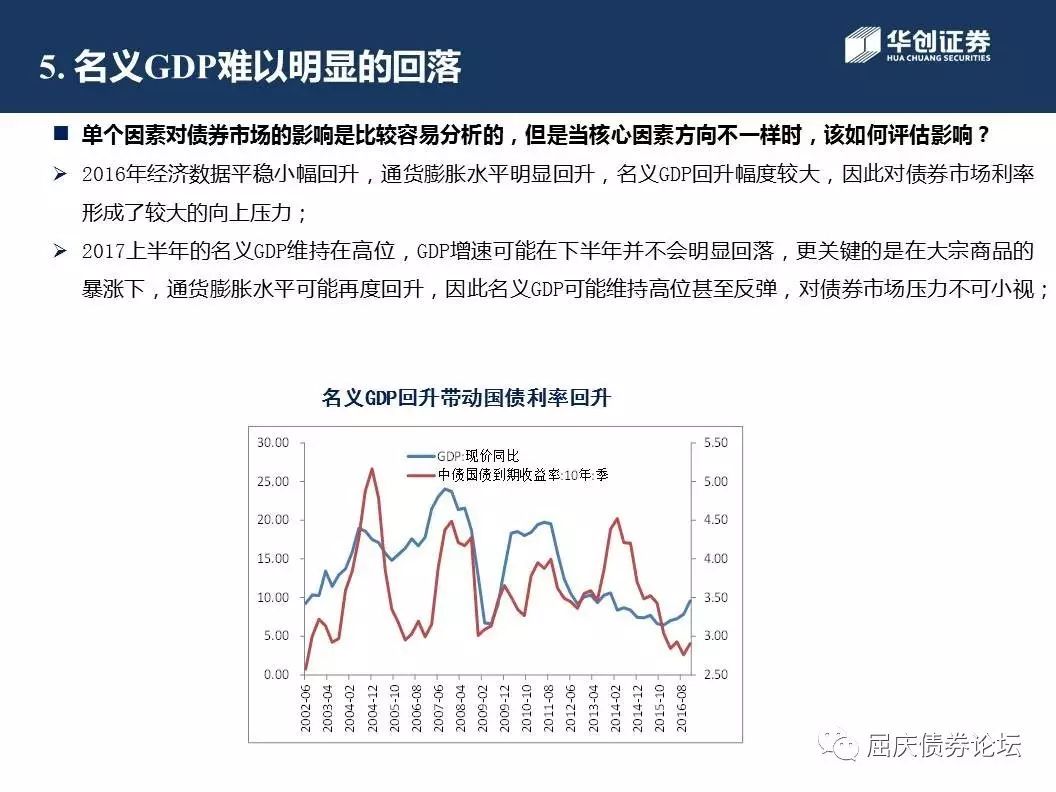 5. 名义GDP难以明显的回落
华创证券
HUA CHUANG SECURITIES
■ 单个因素对债券市场的影响是比较容易分析的，但是当核心因素方向不一样时，该如何评估影响？
➢ 2016年经济数据平稳小幅回升，通货膨胀水平明显回升，名义GDP回升幅度较大，因此对债券市场利率
形成了较大的向上压力；
➢ 2017上半年的名义GDP维持在高位，GDP增速可能在下半年并不会明显回落，更关键的是在大宗商品的
暴涨下，通货膨胀水平可能再度回升，因此名义GDP可能维持高位甚至反弹，对债券市场压力不可小视；
名义GDP回升带动国债利率回升
GDP:现价同比
中债国债到期收益率:10年:季
30.00
25.00
20.00
15.00
10.00
5.00
0.00
5.50
5.00
4.50
4.00
3.50
3.00
2.50
2002-06
2003-04
2004-02
2004-12
2005-10
2006-08
2007-06
2008-04
2009-02
2009-12
2010-10
2011-08
2012-06
2013-04
2014-02
2014-12
2015-10
2016-08
屈庆债券论坛